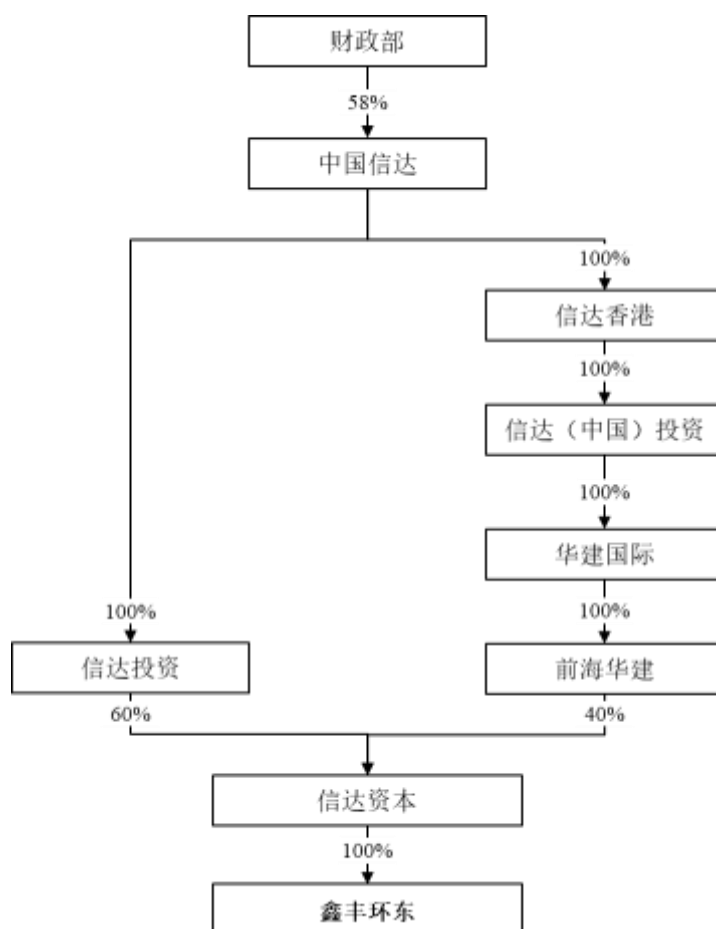 财政部
58%
中国信达
100%
信达香港
100%
信达（中国）投资
100%
华建国际
100%
100%
信达投资
前海华建
60%
40%
信达资本
100%
鑫丰环东